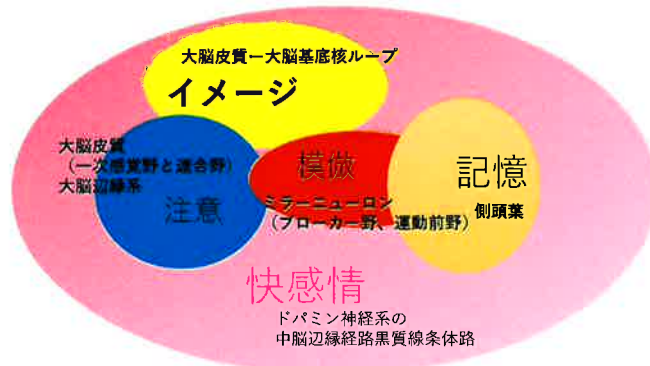 大脳皮質ー大脳基底核ループ
イメージ
大脳皮質
（一次感覚野と連合野）
大脳辺縁系
注意
模倣
ミラーニューロン
（ブローカー野、運動前野）
記憶
側頭葉
快感情
ドパミン神経系の
中脳辺縁経路黒質線条体路